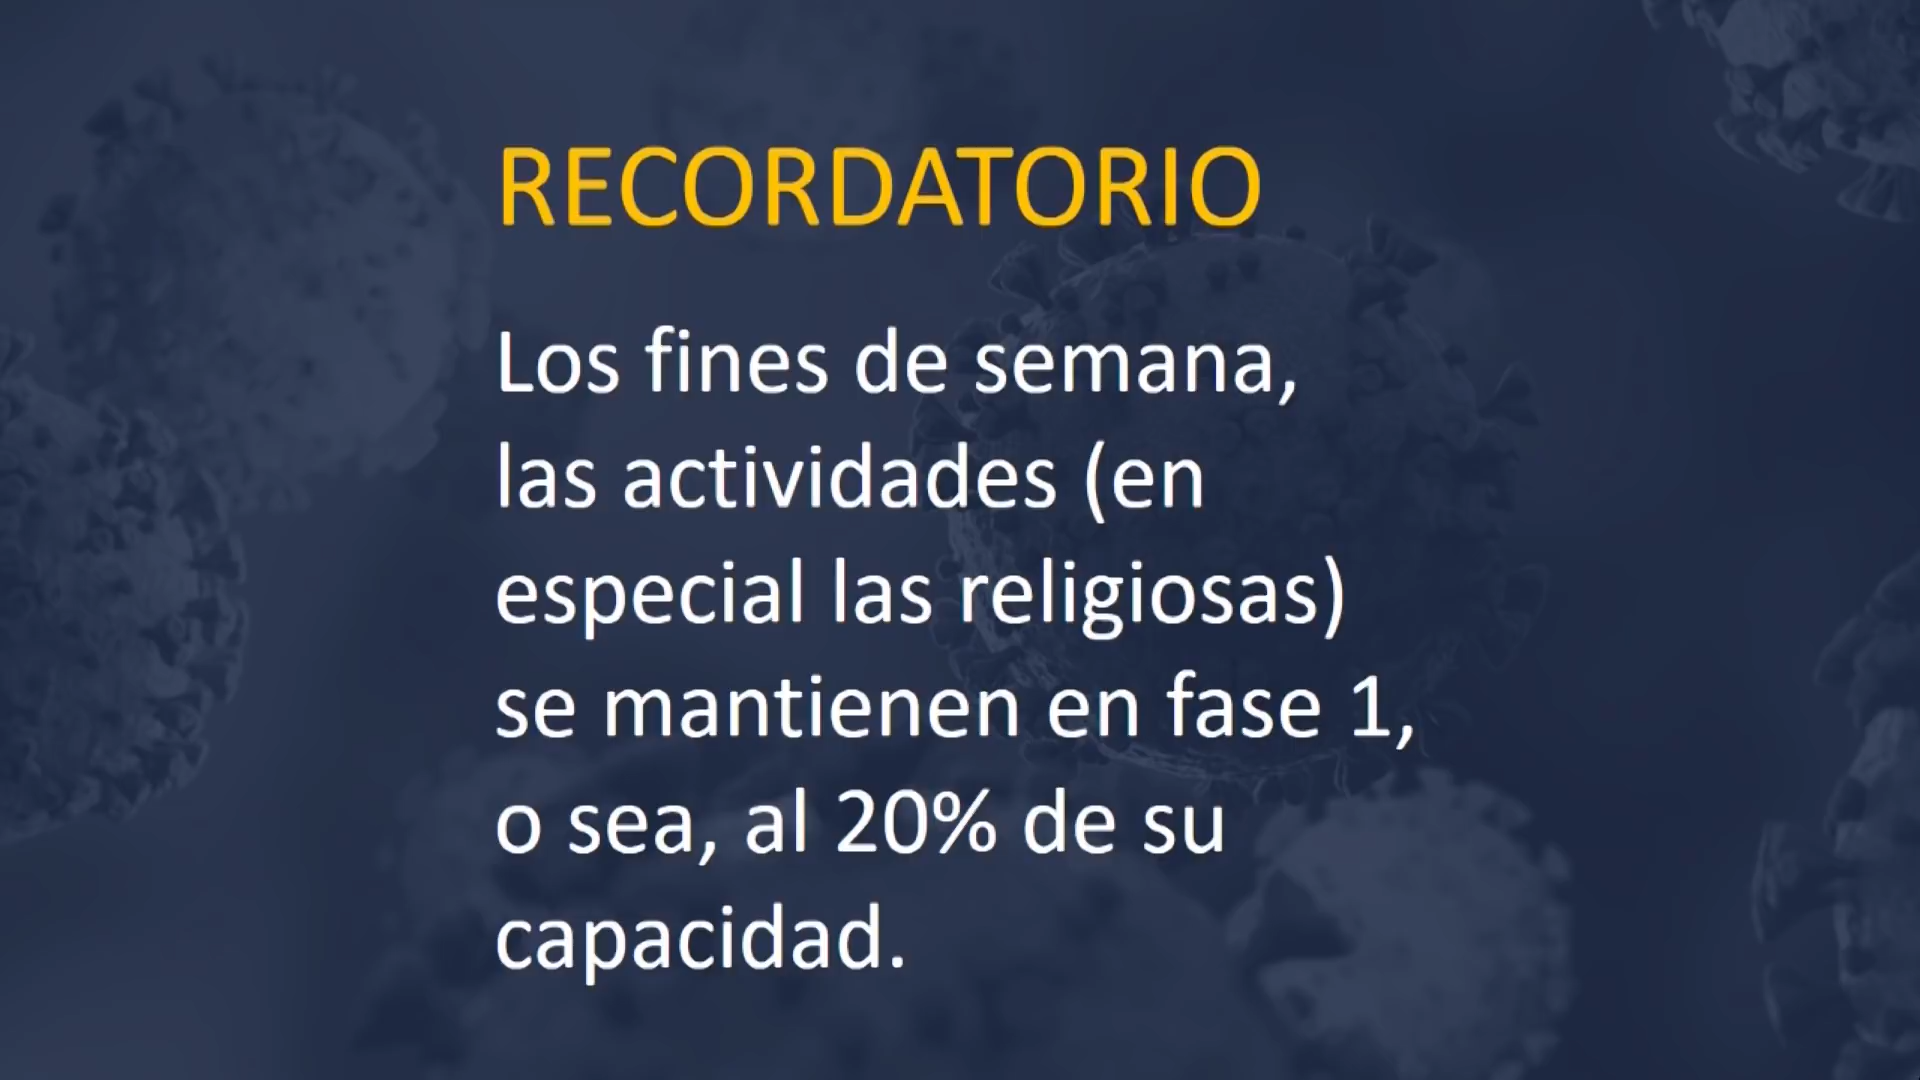 RECORDATORIO
Los fines de semana,
las actividades (en
especial las religiosas)
se mantienen en fase 1,
o sea, al 20% de su
capacidad.